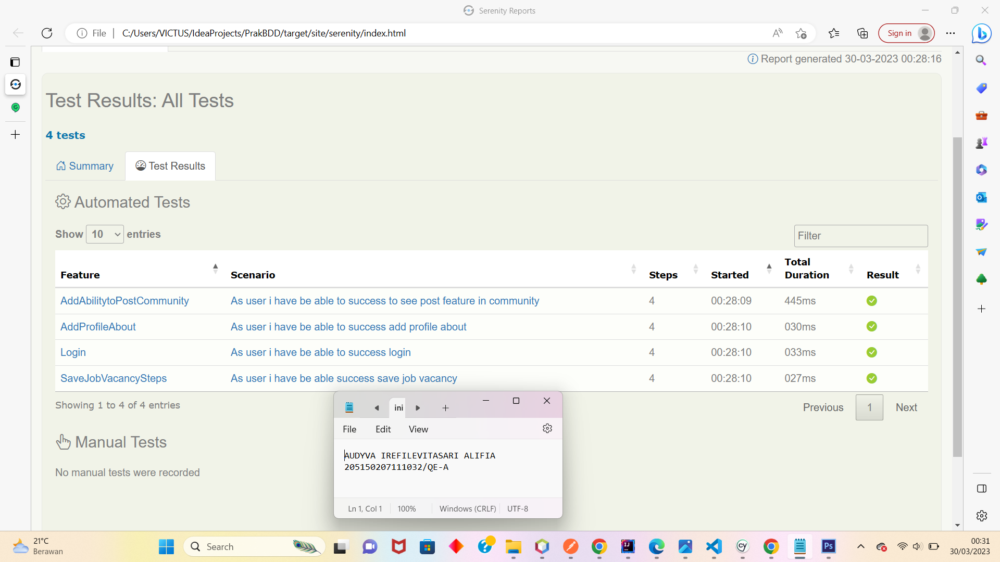 Serenity Reports
File
C:/Users/VICTUS/IdeaProjects/PrakBDD/target/site/serenity/index.html
Sign in
Report generated 30-03-2023 00:28:16
Test Results: All Tests
4 tests
Summary
Test Results
Automated Tests
Show 10 entries
Filter
Feature Scenario Steps Started Total Duration Result
AddAbilitytoPostCommunity As user i have be able to success to see post feature in community 4 00:28:09 445ms
AddProfileAbout As user i have be able to success add profile about 4 00:28:10 030ms
Login As user i have be able to success login 4 00:28:10 033ms
SaveJobVacancySteps As user i have be able success save job vacancy 4 00:28:10 027ms
Showing 1 to 4 of 4 entries
Previous 1 Next
Manual Tests
No manual tests were recorded
ini
File Edit View
AUDYVA IREFILEVITASARI ALIFIA
205150207111032/QE-A
Ln 1, Col 1 100% Windows (CRLF) UTF-8
21°C
Berawan
Search
IJ
CY
Ps
00:31
30/03/2023